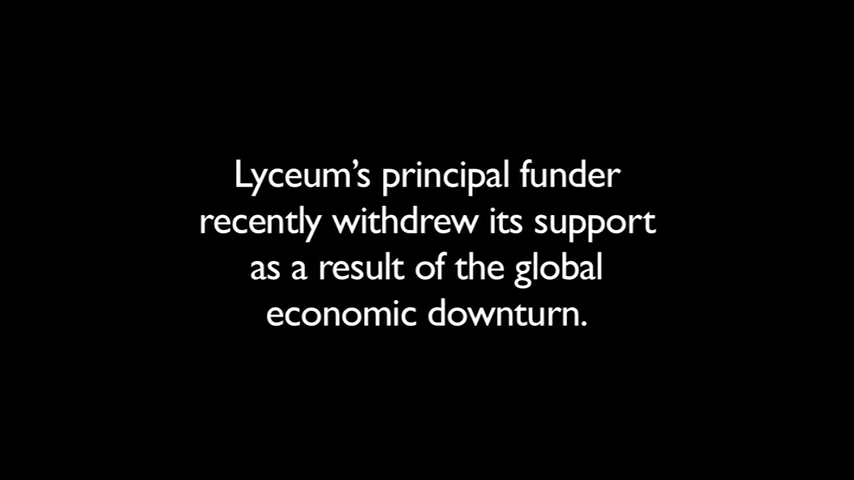 Lyceum’s principal funder
recently withdrew its support
as a result of the global
economic downturn.